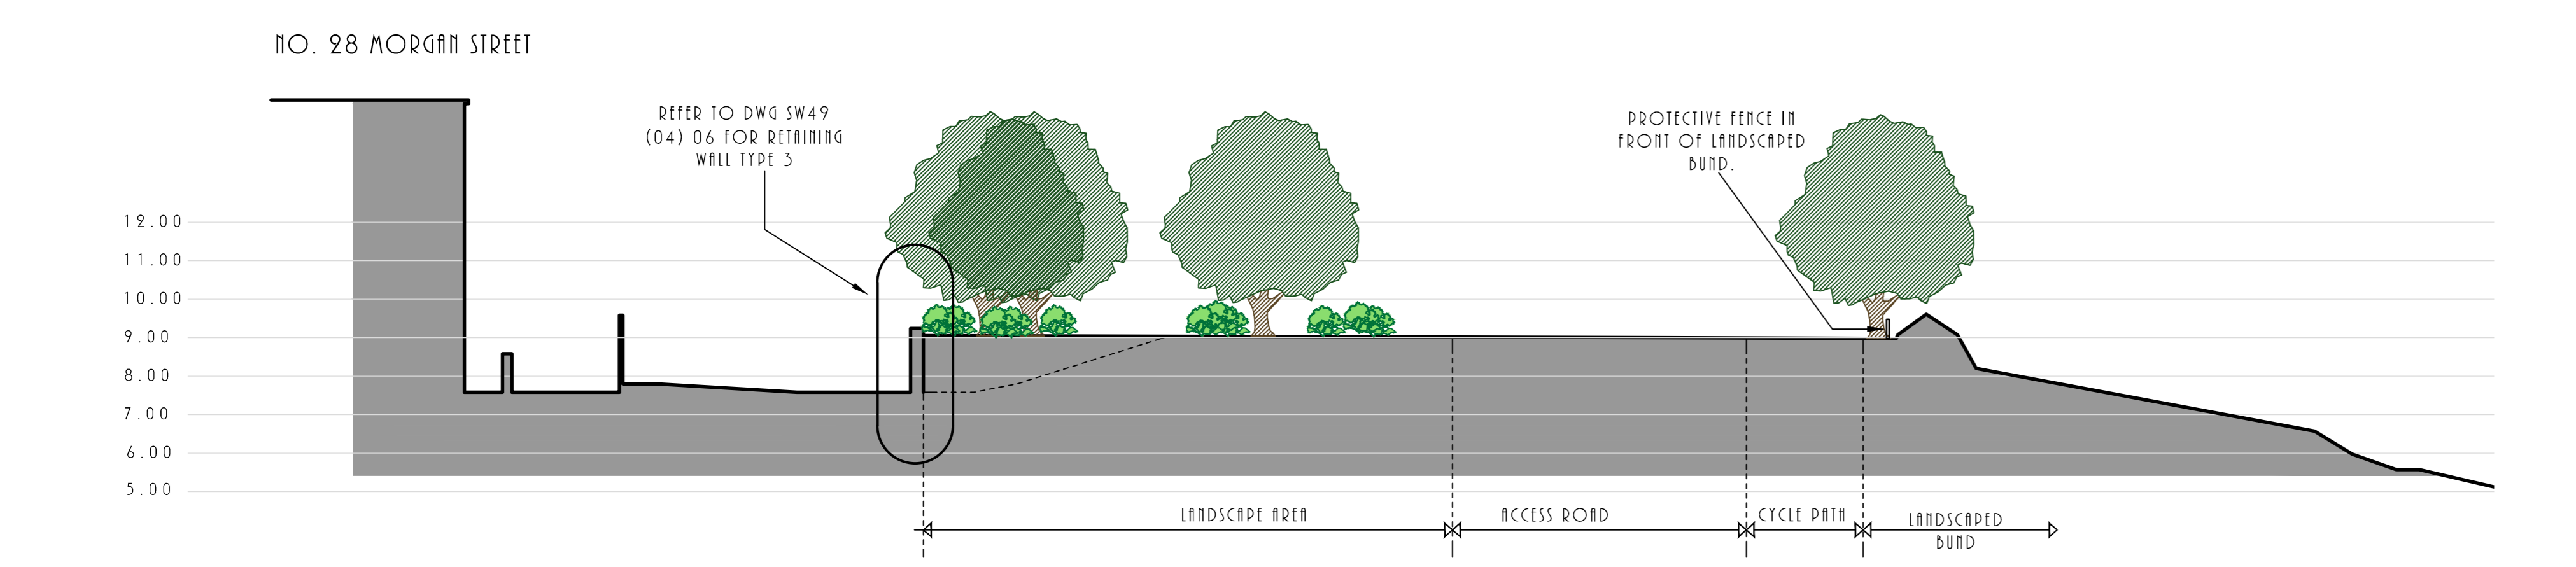 NO. 28 MORGAN STREET
REFER TO DWG SW49
(04) 06 FOR RETAINING
WALL TYPE 3
PROTECTIVE FENCE IN
FRONT OF LANDSCAPED
BUND.
12.00
11.00
10.00
9.00
8.00
7.00
6.00
5.00
LANDSCAPE AREA
ACCESS ROAD
CYCLE PATH
LANDSCAPED
BUND